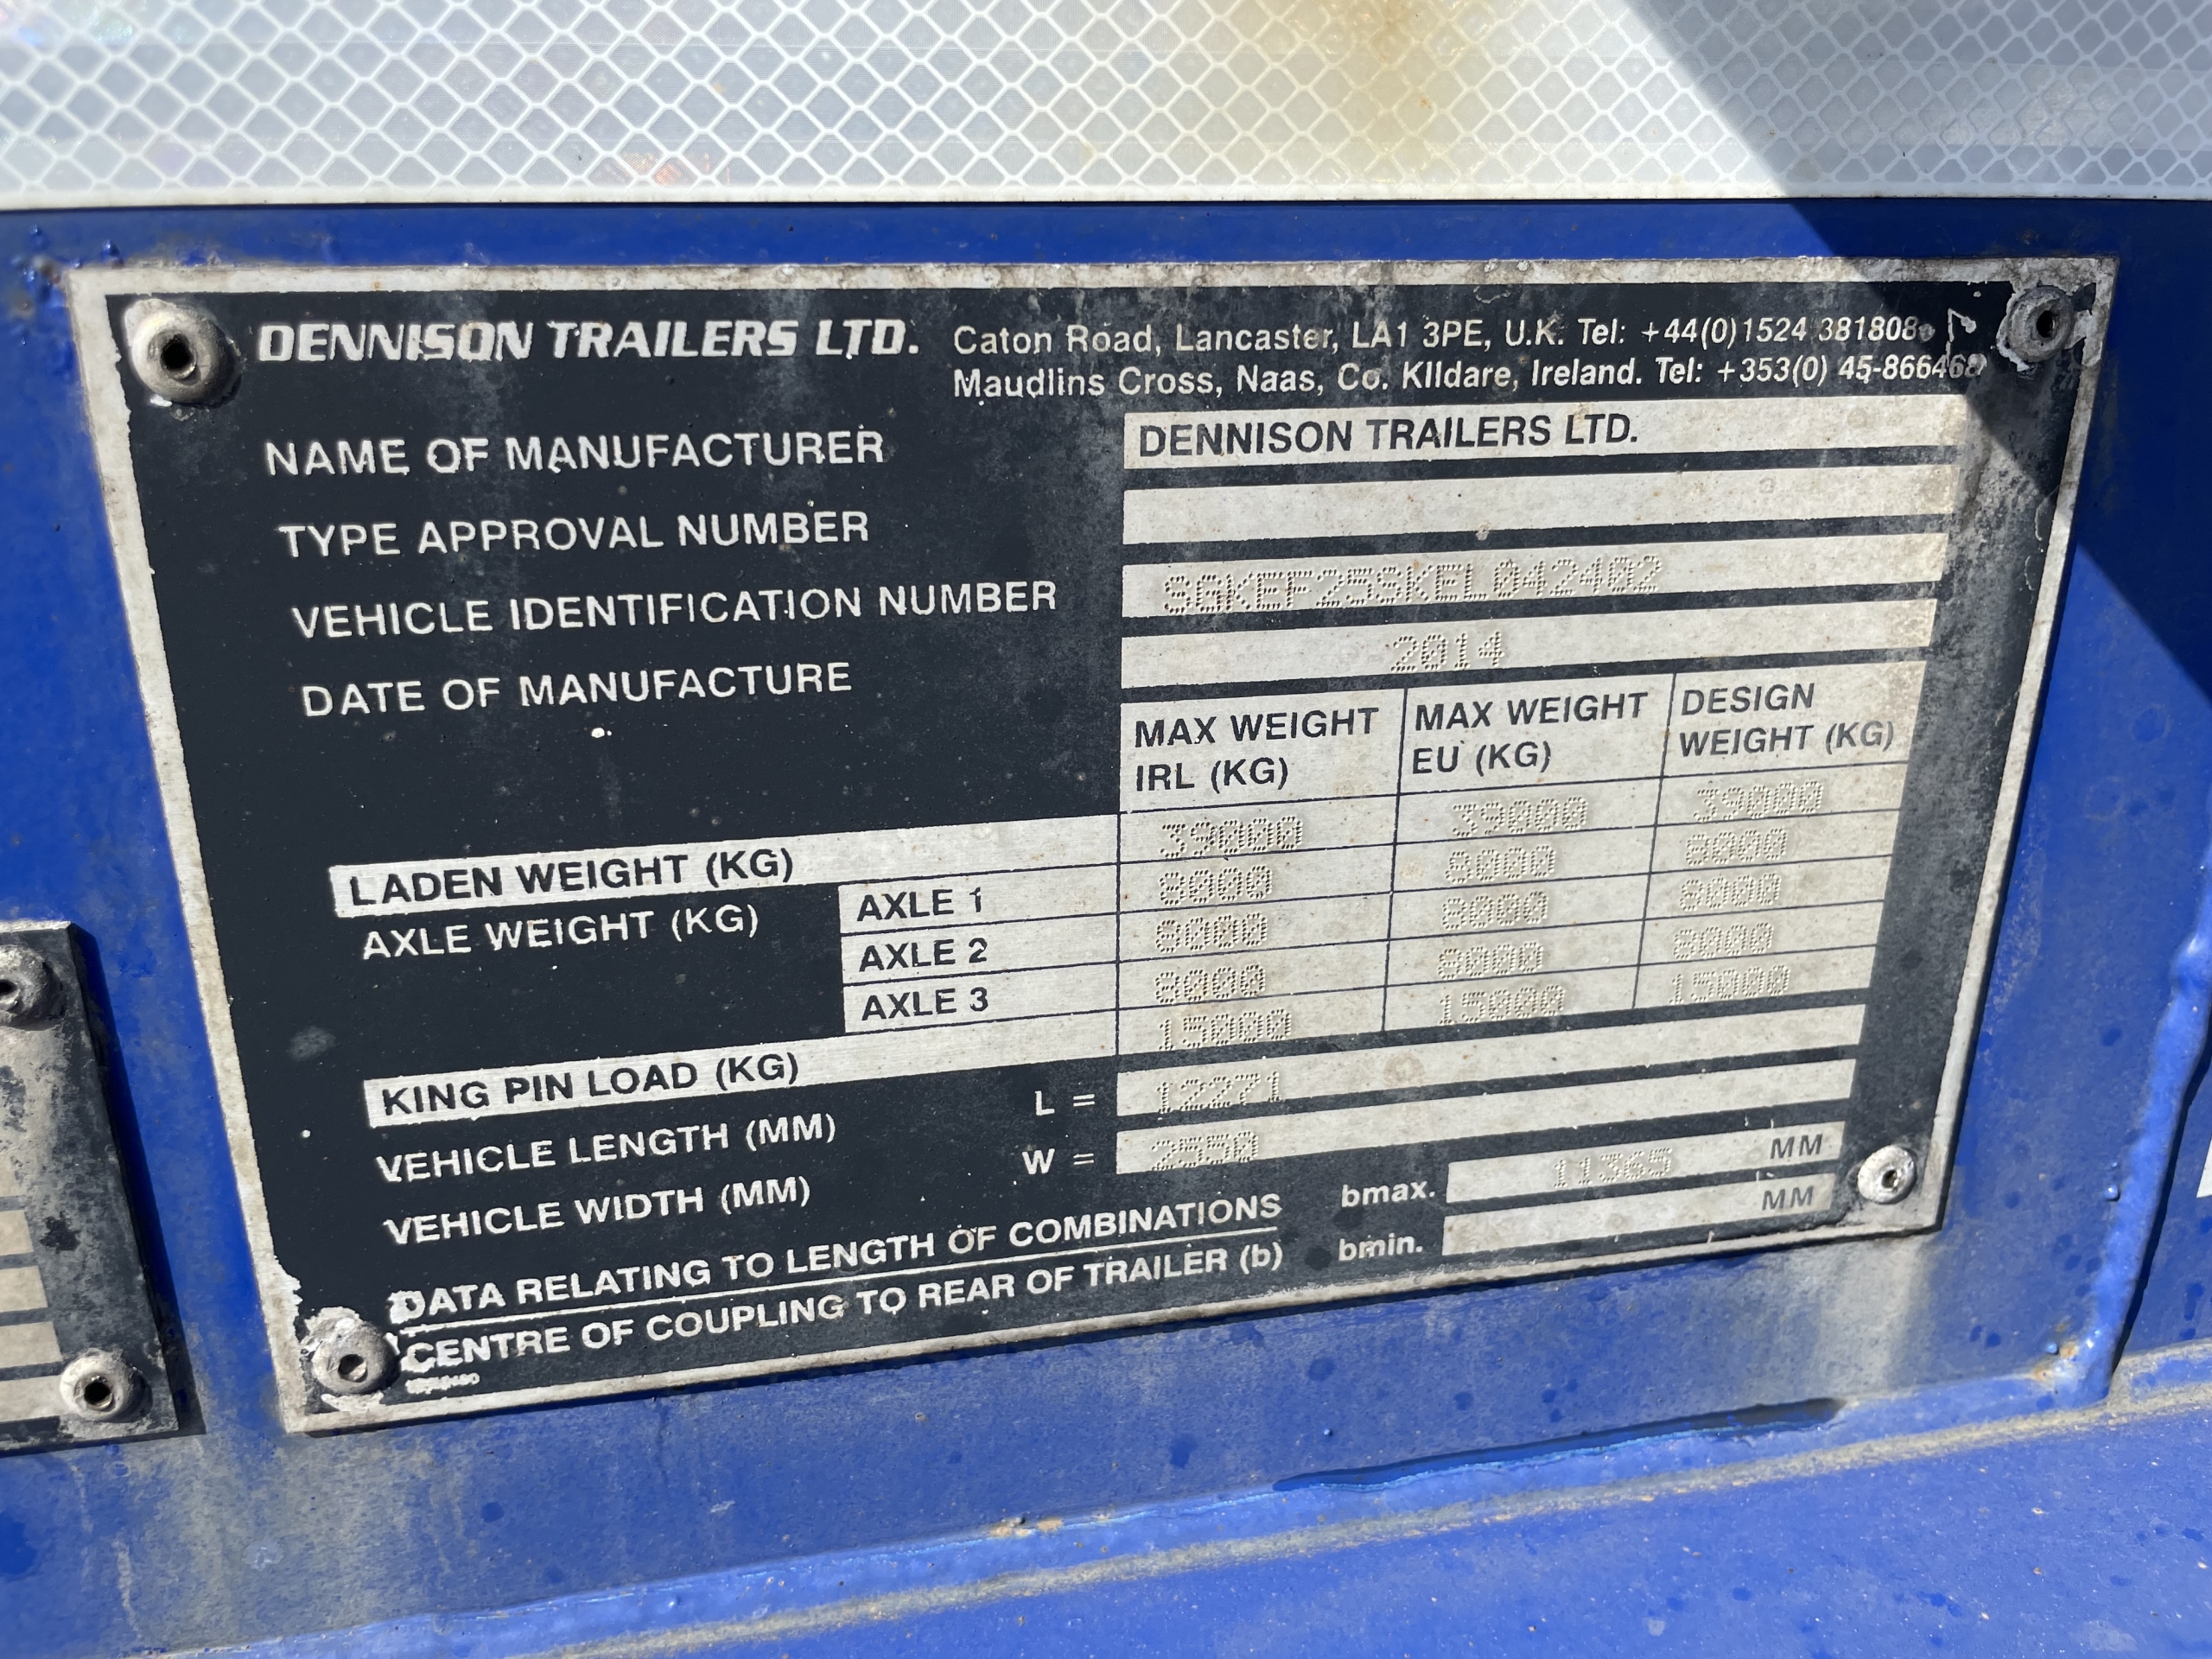 DENNISON TRAILERS LTD. Caton Road, Lancaster, LA1 3PE, U.K. Tel: +44(0)1524 381808
Maudlins Cross, Naas, Co. KIldare, Ireland. Tel: +353(0) 45-866468
NAME OF MANUFACTURER DENNISON TRAILERS LTD.
TYPE APPROVAL NUMBER
VEHICLE IDENTIFICATION NUMBER SGKEF25SKEL042402
DATE OF MANUFACTURE 2014
MAX WEIGHT IRL (KG) MAX WEIGHT EU (KG) DESIGN WEIGHT (KG)
LADEN WEIGHT (KG) 39000 39000 39000
AXLE WEIGHT (KG) AXLE 1 8000 8000 8000
AXLE 2 8000 8000 8000
AXLE 3 8000 8000 8000
KING PIN LOAD (KG) 15000 15000 15000
VEHICLE LENGTH (MM) L = 12271
VEHICLE WIDTH (MM) W = 2550
DATA RELATING TO LENGTH OF COMBINATIONS bmax. 11365 MM
CENTRE OF COUPLING TO REAR OF TRAILER (b) bmin. MM